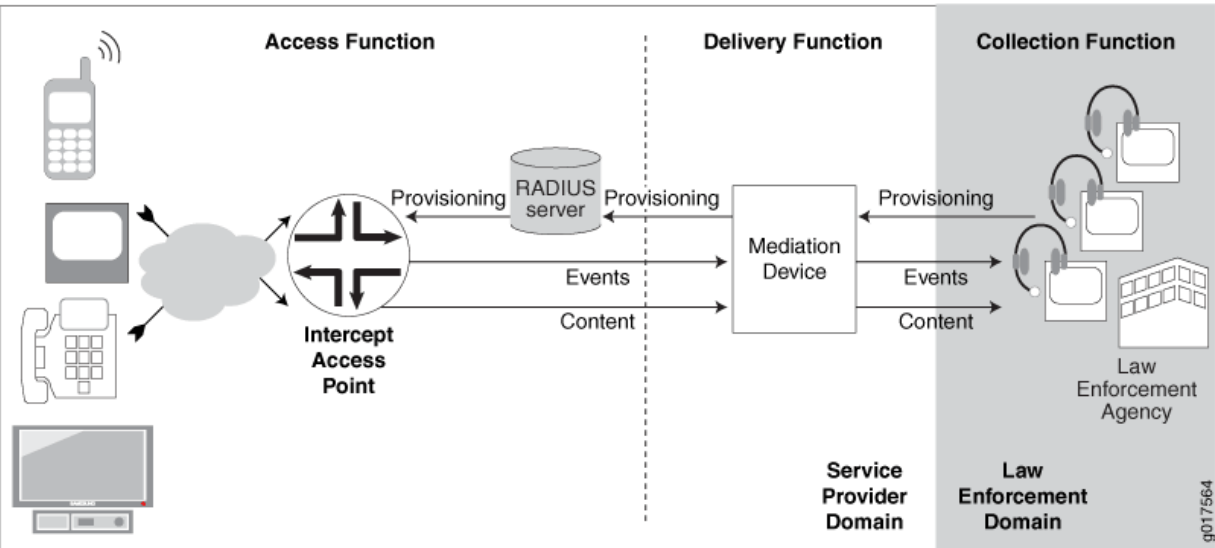 Access Function
Delivery Function
Collection Function
Provisioning
RADIUS
server
Provisioning
Provisioning
Mediation
Device
Events
Events
Content
Content
Intercept
Access
Point
Law
Enforcement
Agency
Service
Provider
Domain
Law
Enforcement
Domain
g017564